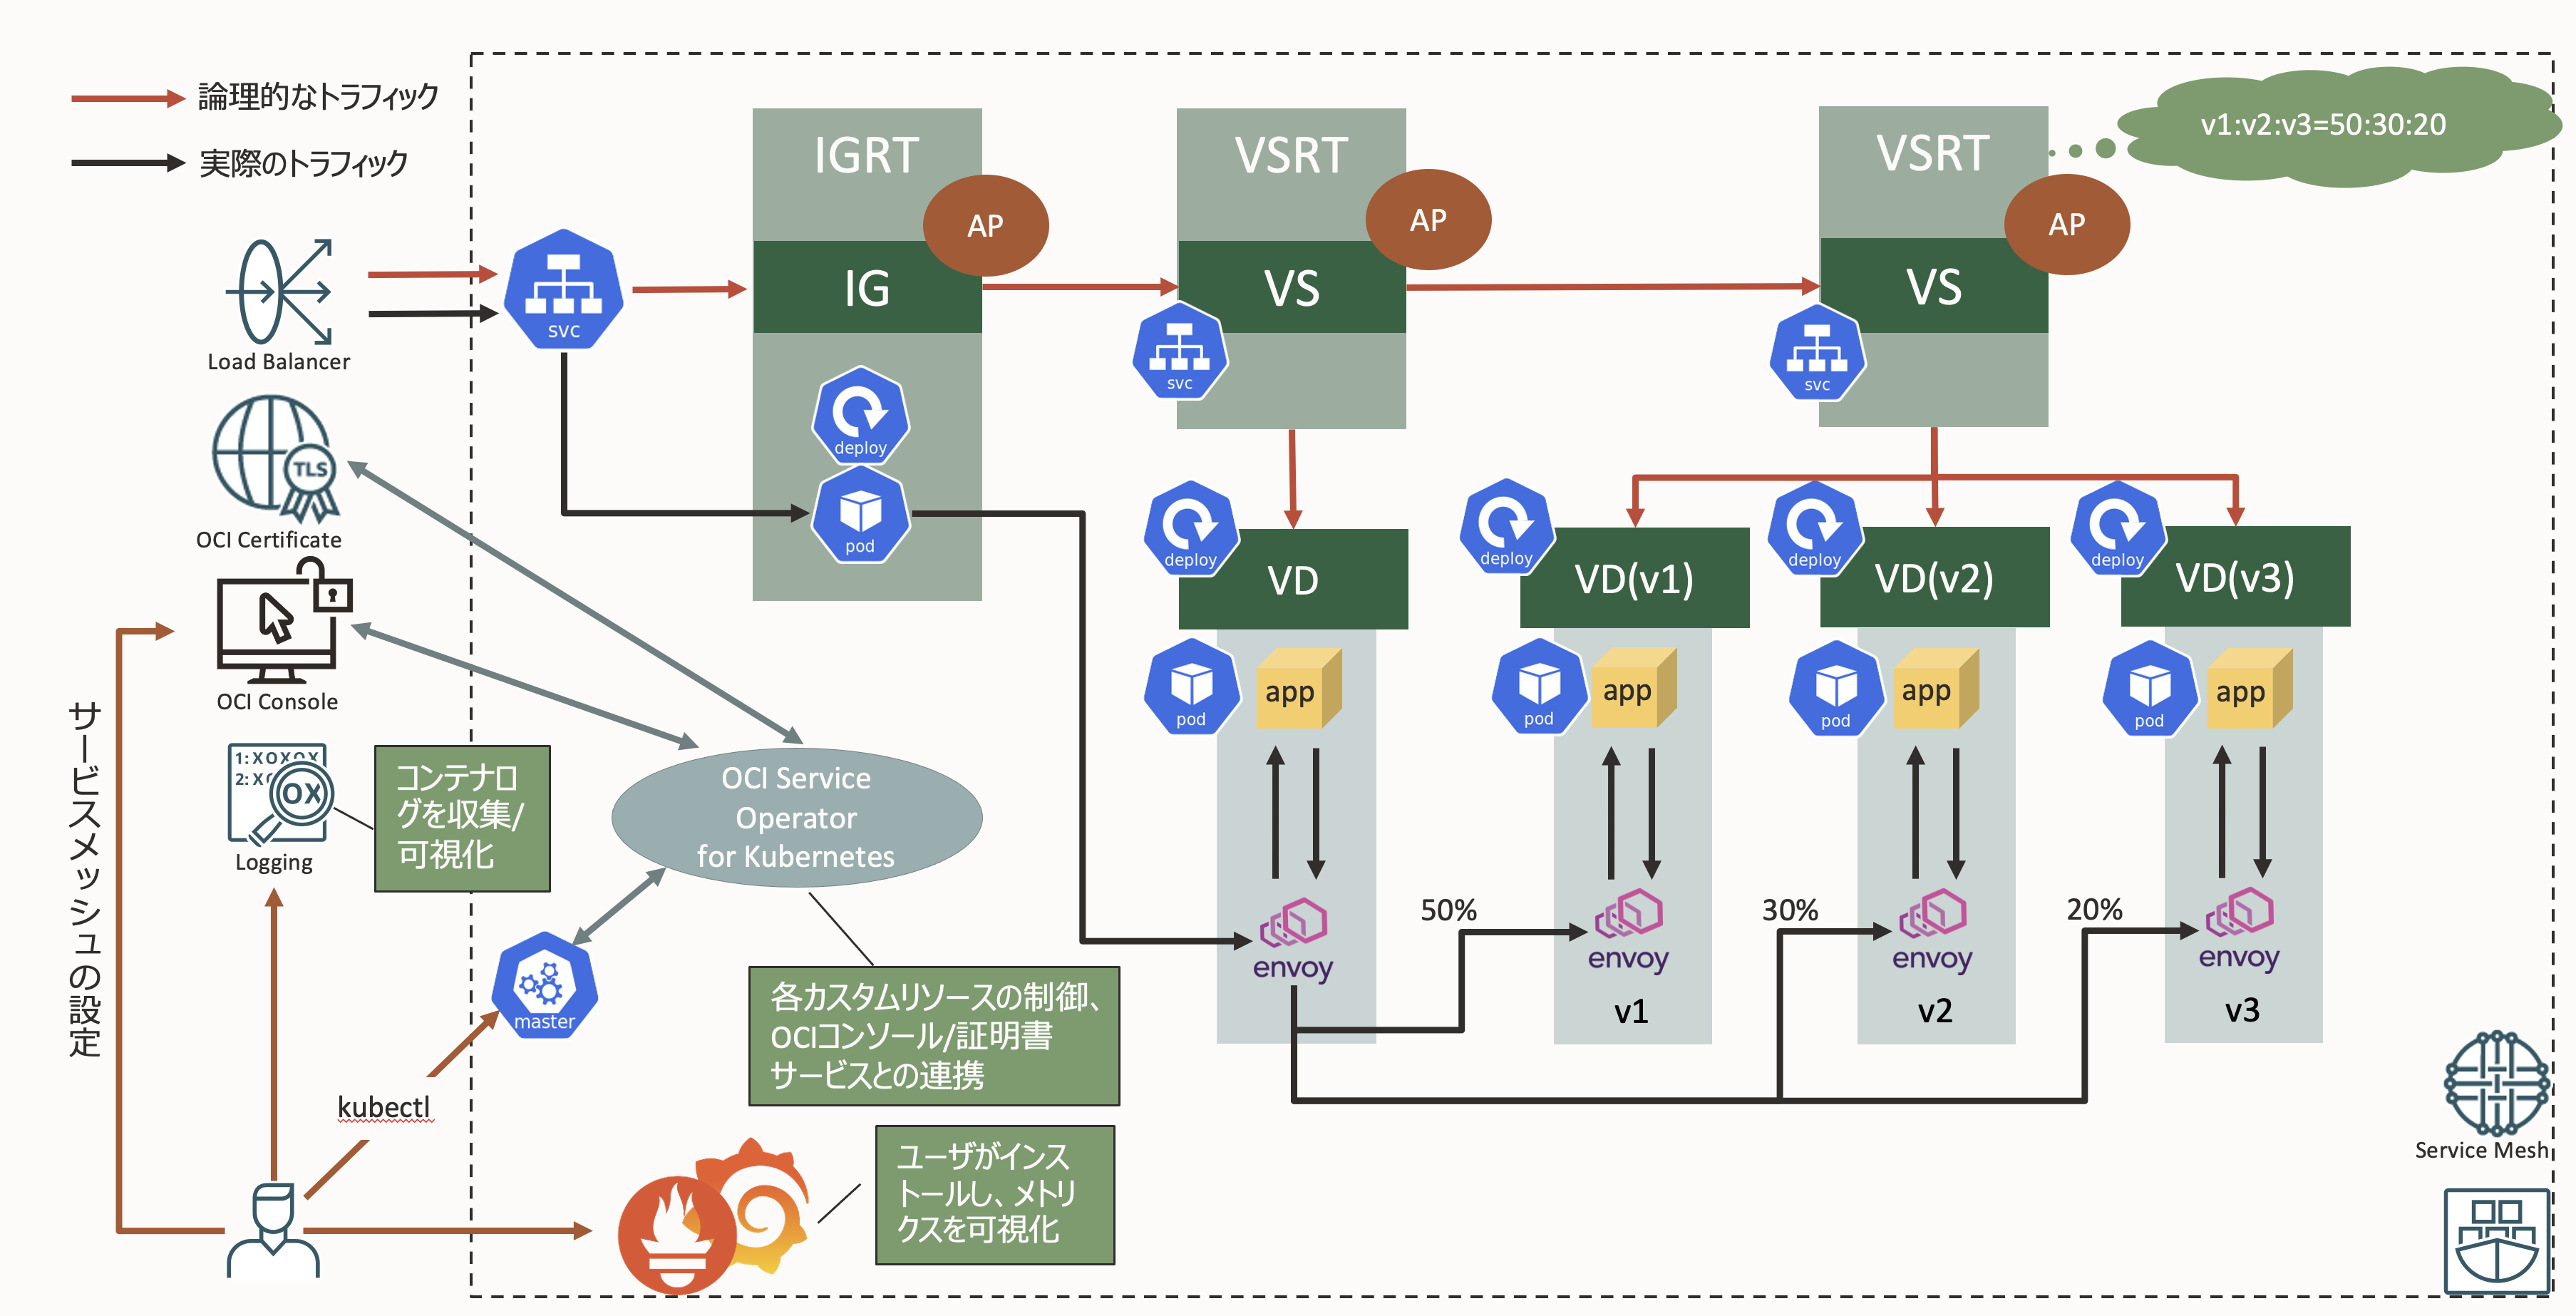 論理的なトラフィック
実際のトラフィック
v1:v2:v3=50:30:20
IGRT
VSRT
VSRT
AP
AP
AP
IG
VS
VS
svc
svc
svc
Load Balancer
deploy
pod
TLS
OCI Certificate
deploy
deploy
deploy
deploy
VD
VD(v1)
VD(v2)
VD(v3)
OCI Console
pod
app
pod
app
pod
app
pod
app
サービスメッシュの設定
1: XOXOX
2: XO
OX
Logging
コンテナロ
グを収集/
可視化
OCI Service
Operator
for Kubernetes
50%
30%
20%
envoy
envoy
envoy
envoy
v1
v2
v3
master
各カスタムリソースの制御、
OCIコンソール/証明書
サービスとの連携
kubectl
ユーザがインス
トールし、メトリ
クスを可視化
Service Mesh